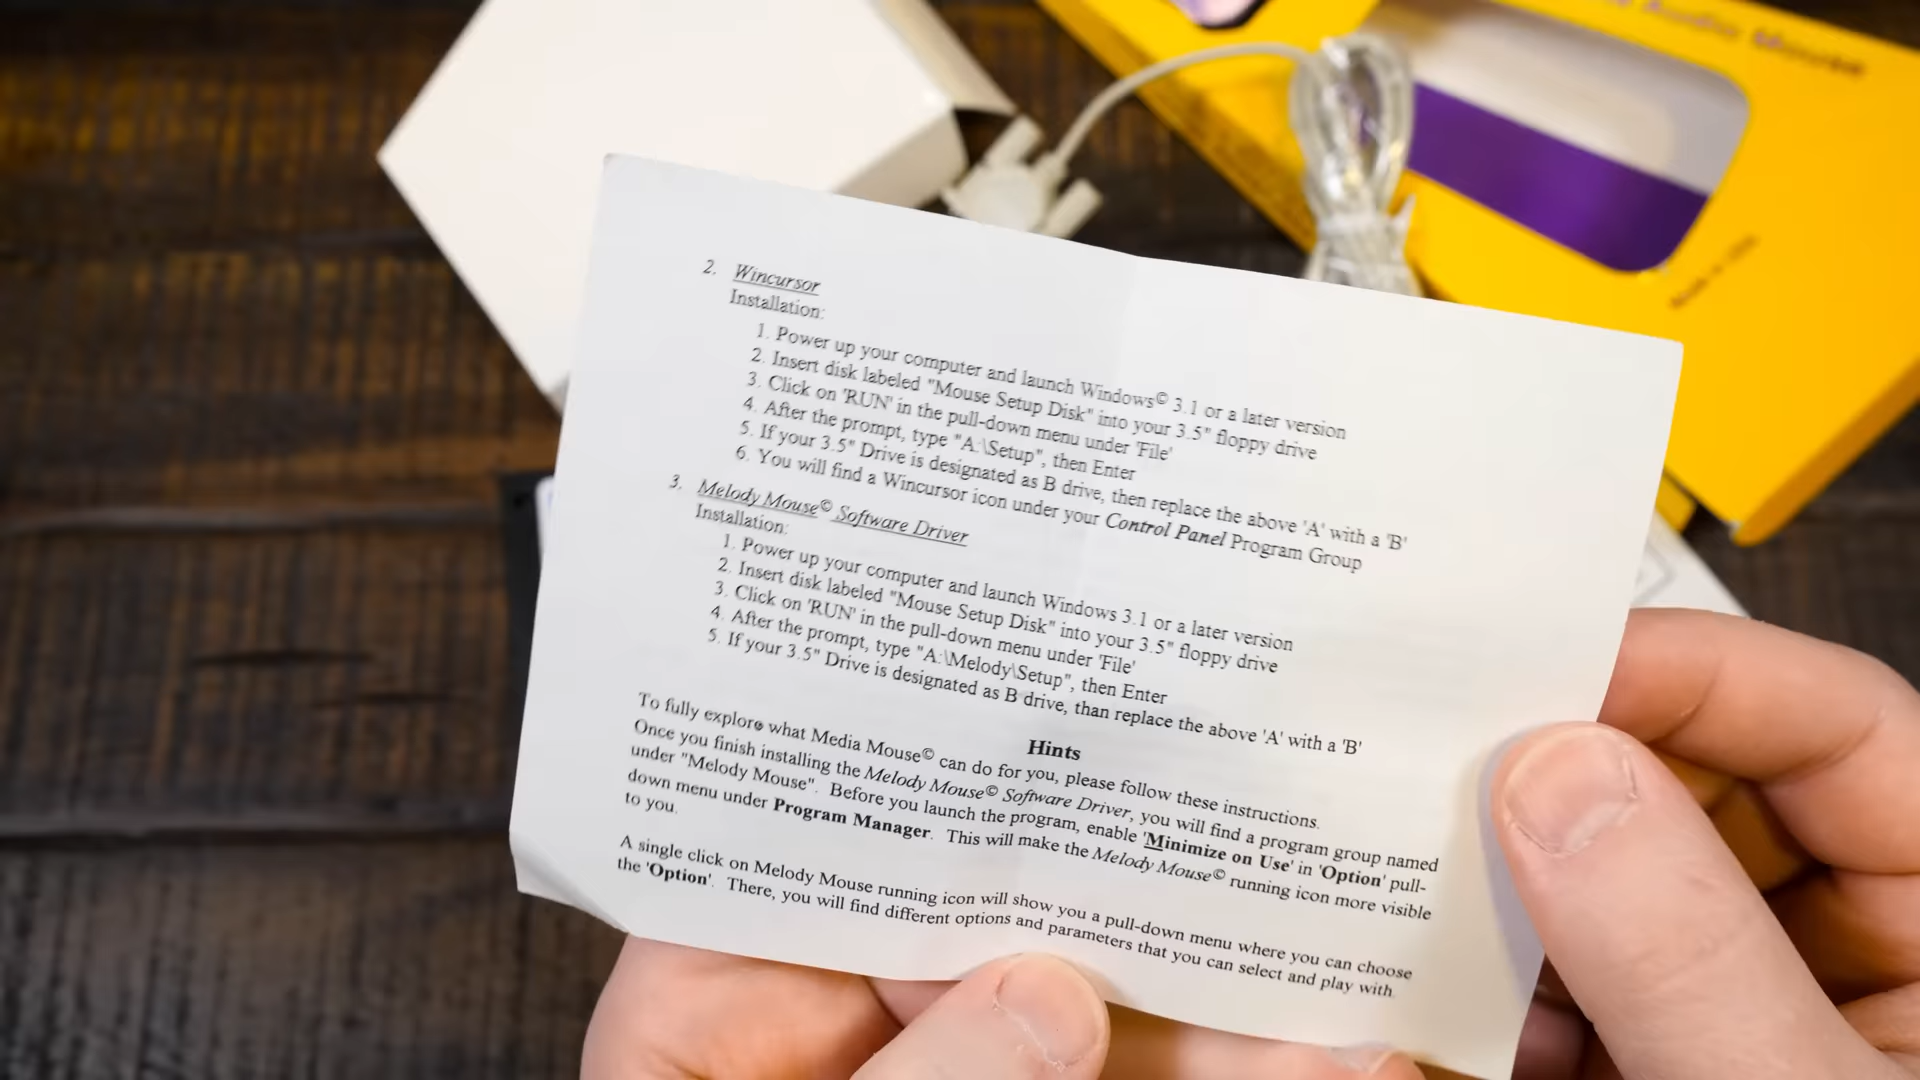 Audio Mouse
Made in USA
2. Wincursor
Installation:
1. Power up your computer and launch Windows© 3.1 or a later version
2. Insert disk labeled "Mouse Setup Disk" into your 3.5" floppy drive
3. Click on 'RUN' in the pull-down menu under 'File'
4. After the prompt, type "A:\Setup", then Enter
5. If your 3.5" Drive is designated as B drive, then replace the above 'A' with a 'B'
6. You will find a Wincursor icon under your Control Panel Program Group
3. Melody Mouse© Software Driver
Installation:
1. Power up your computer and launch Windows 3.1 or a later version
2. Insert disk labeled "Mouse Setup Disk" into your 3.5" floppy drive
3. Click on 'RUN' in the pull-down menu under 'File'
4. After the prompt, type "A:\Melody\Setup", then Enter
5. If your 3.5" Drive is designated as B drive, than replace the above 'A' with a 'B'
Hints
To fully explore what Media Mouse© can do for you, please follow these instructions.
Once you finish installing the Melody Mouse© Software Driver, you will find a program group named
under "Melody Mouse". Before you launch the program, enable 'Minimize on Use' in 'Option' pull-
down menu under Program Manager. This will make the Melody Mouse© running icon more visible
to you.
A single click on Melody Mouse running icon will show you a pull-down menu where you can choose
the 'Option'. There, you will find different options and parameters that you can select and play with.